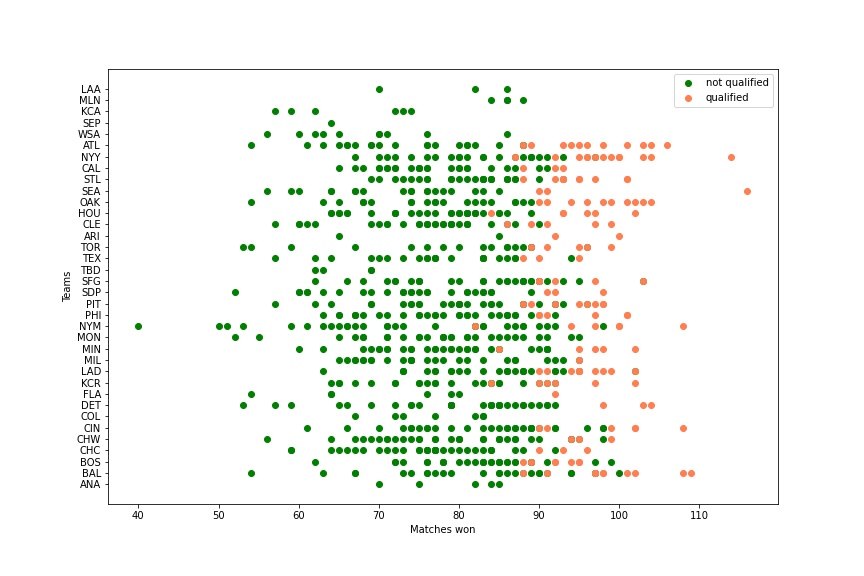 not qualified
qualified
LAA
MLN
KCA
SEP
WSA
ATL
NYY
CAL
STL
SEA
OAK
HOU
CLE
ARI
TOR
TEX
TBD
SFG
SDP
PIT
PHI
NYM
MON
MIN
MIL
LAD
KCR
FLA
DET
COL
CIN
CHW
CHC
BOS
BAL
ANA
Teams
40 50 60 70 80 90 100 110
Matches won